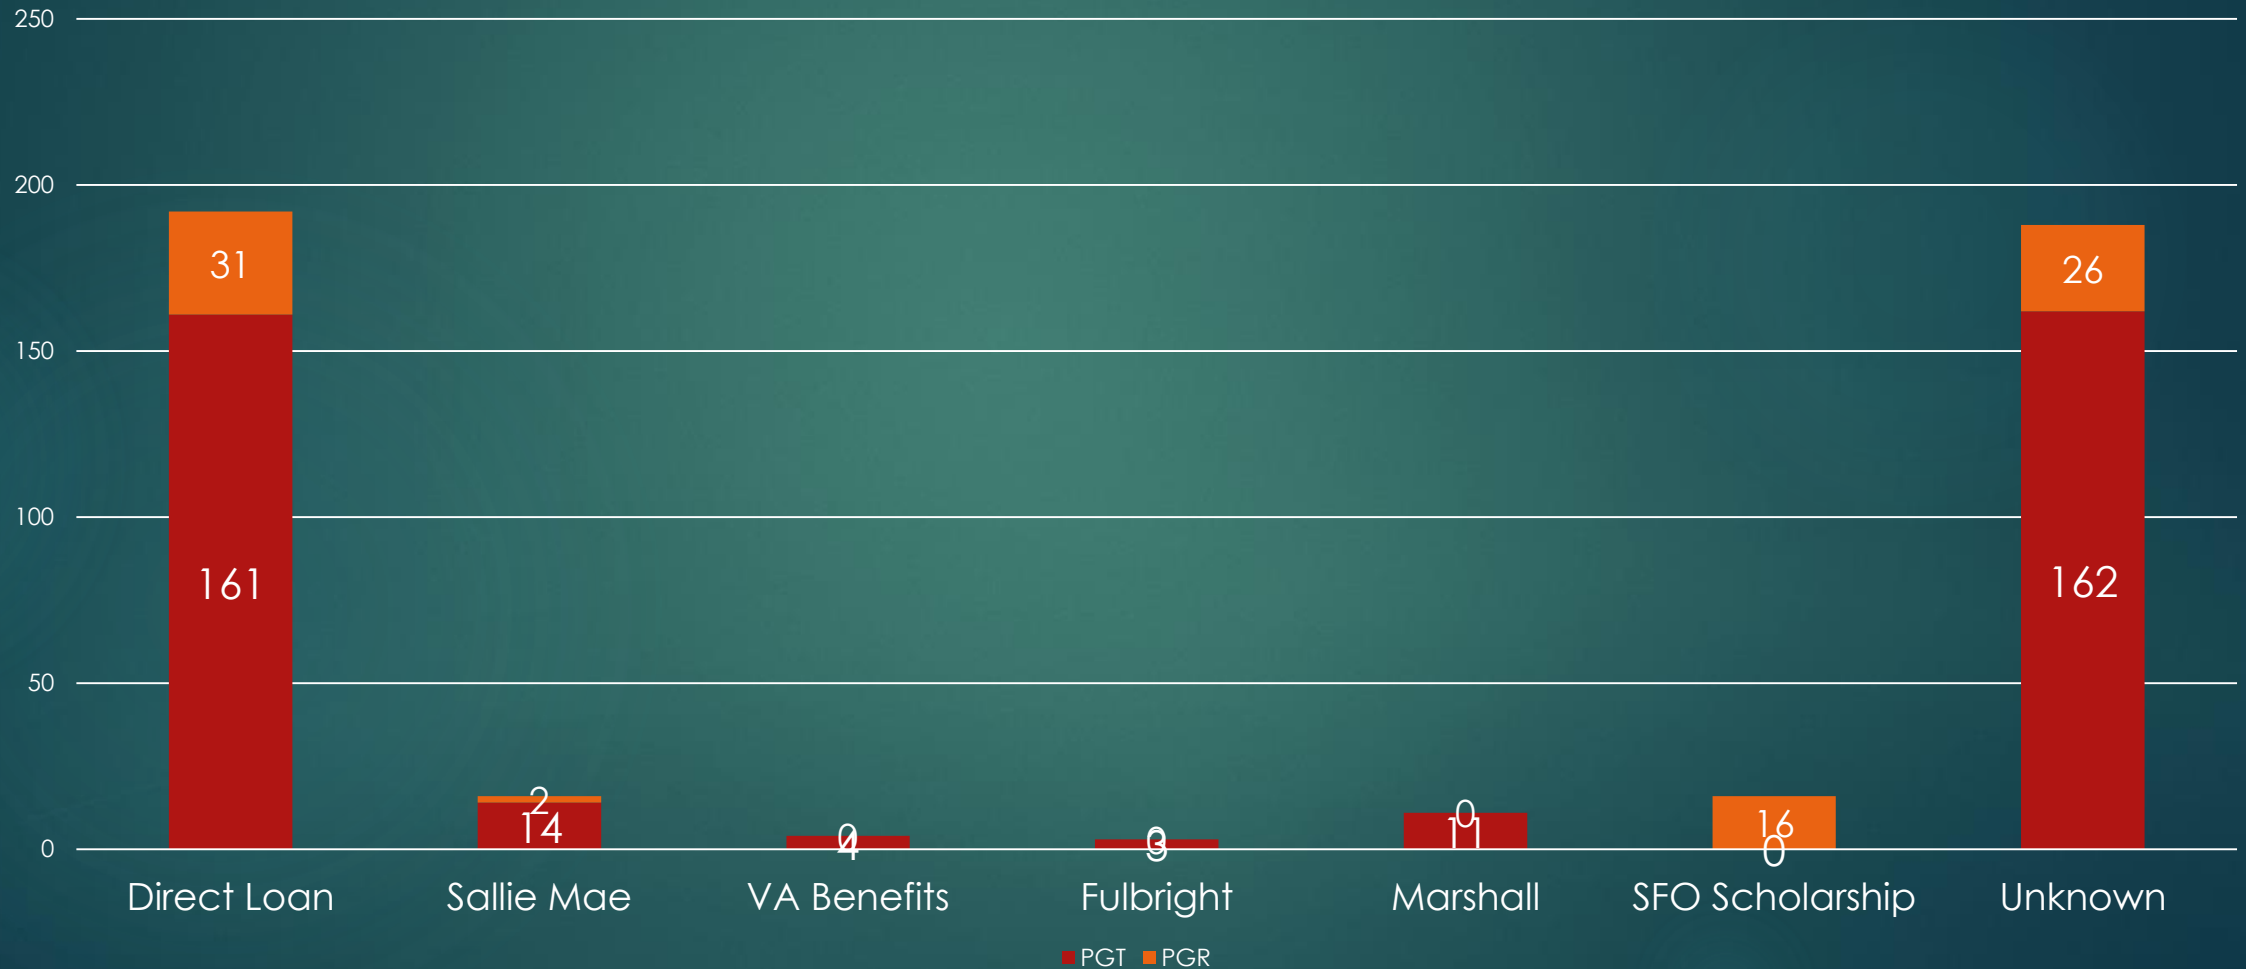 250
200
150
100
50
0
31
161
2
14
0
4
0
3
0
11
16
0
26
162
Direct Loan
Sallie Mae
VA Benefits
Fulbright
Marshall
SFO Scholarship
Unknown
PGT PGR